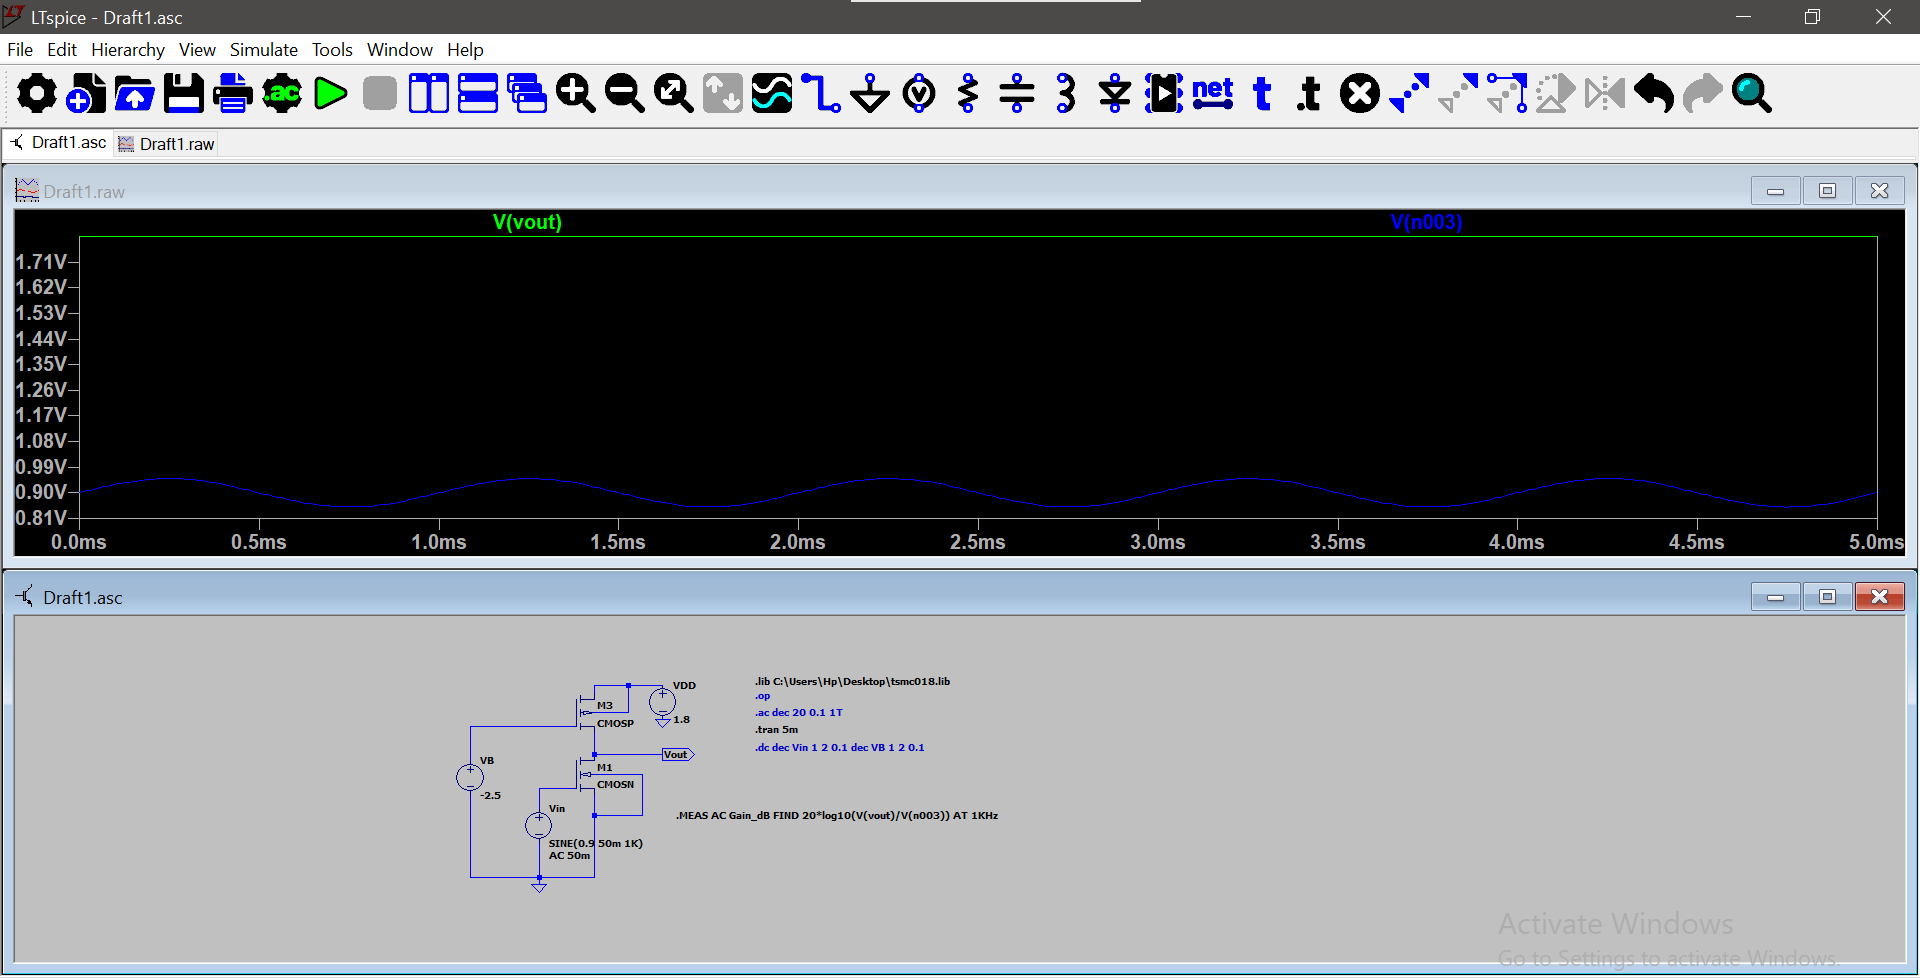 LTspice - Draft1.asc
File Edit Hierarchy View Simulate Tools Window Help
.ac
net
t
.t
Draft1.asc
Draft1.raw
Draft1.raw
V(vout)
V(n003)
1.71V
1.62V
1.53V
1.44V
1.35V
1.26V
1.17V
1.08V
0.99V
0.90V
0.81V
0.0ms 0.5ms 1.0ms 1.5ms 2.0ms 2.5ms 3.0ms 3.5ms 4.0ms 4.5ms 5.0ms
Draft1.asc
VDD
1.8
M3
CMOSP
Vout
VB
-2.5
M1
CMOSN
Vin
SINE(0.9 50m 1K)
AC 50m
.lib C:\Users\Hp\Desktop\tsmc018.lib
.op
.ac dec 20 0.1 1T
.tran 5m
.dc dec Vin 1 2 0.1 dec VB 1 2 0.1
.MEAS AC Gain_dB FIND 20*log10(V(vout)/V(n003)) AT 1KHz
Activate Windows
Go to Settings to activate Windows.